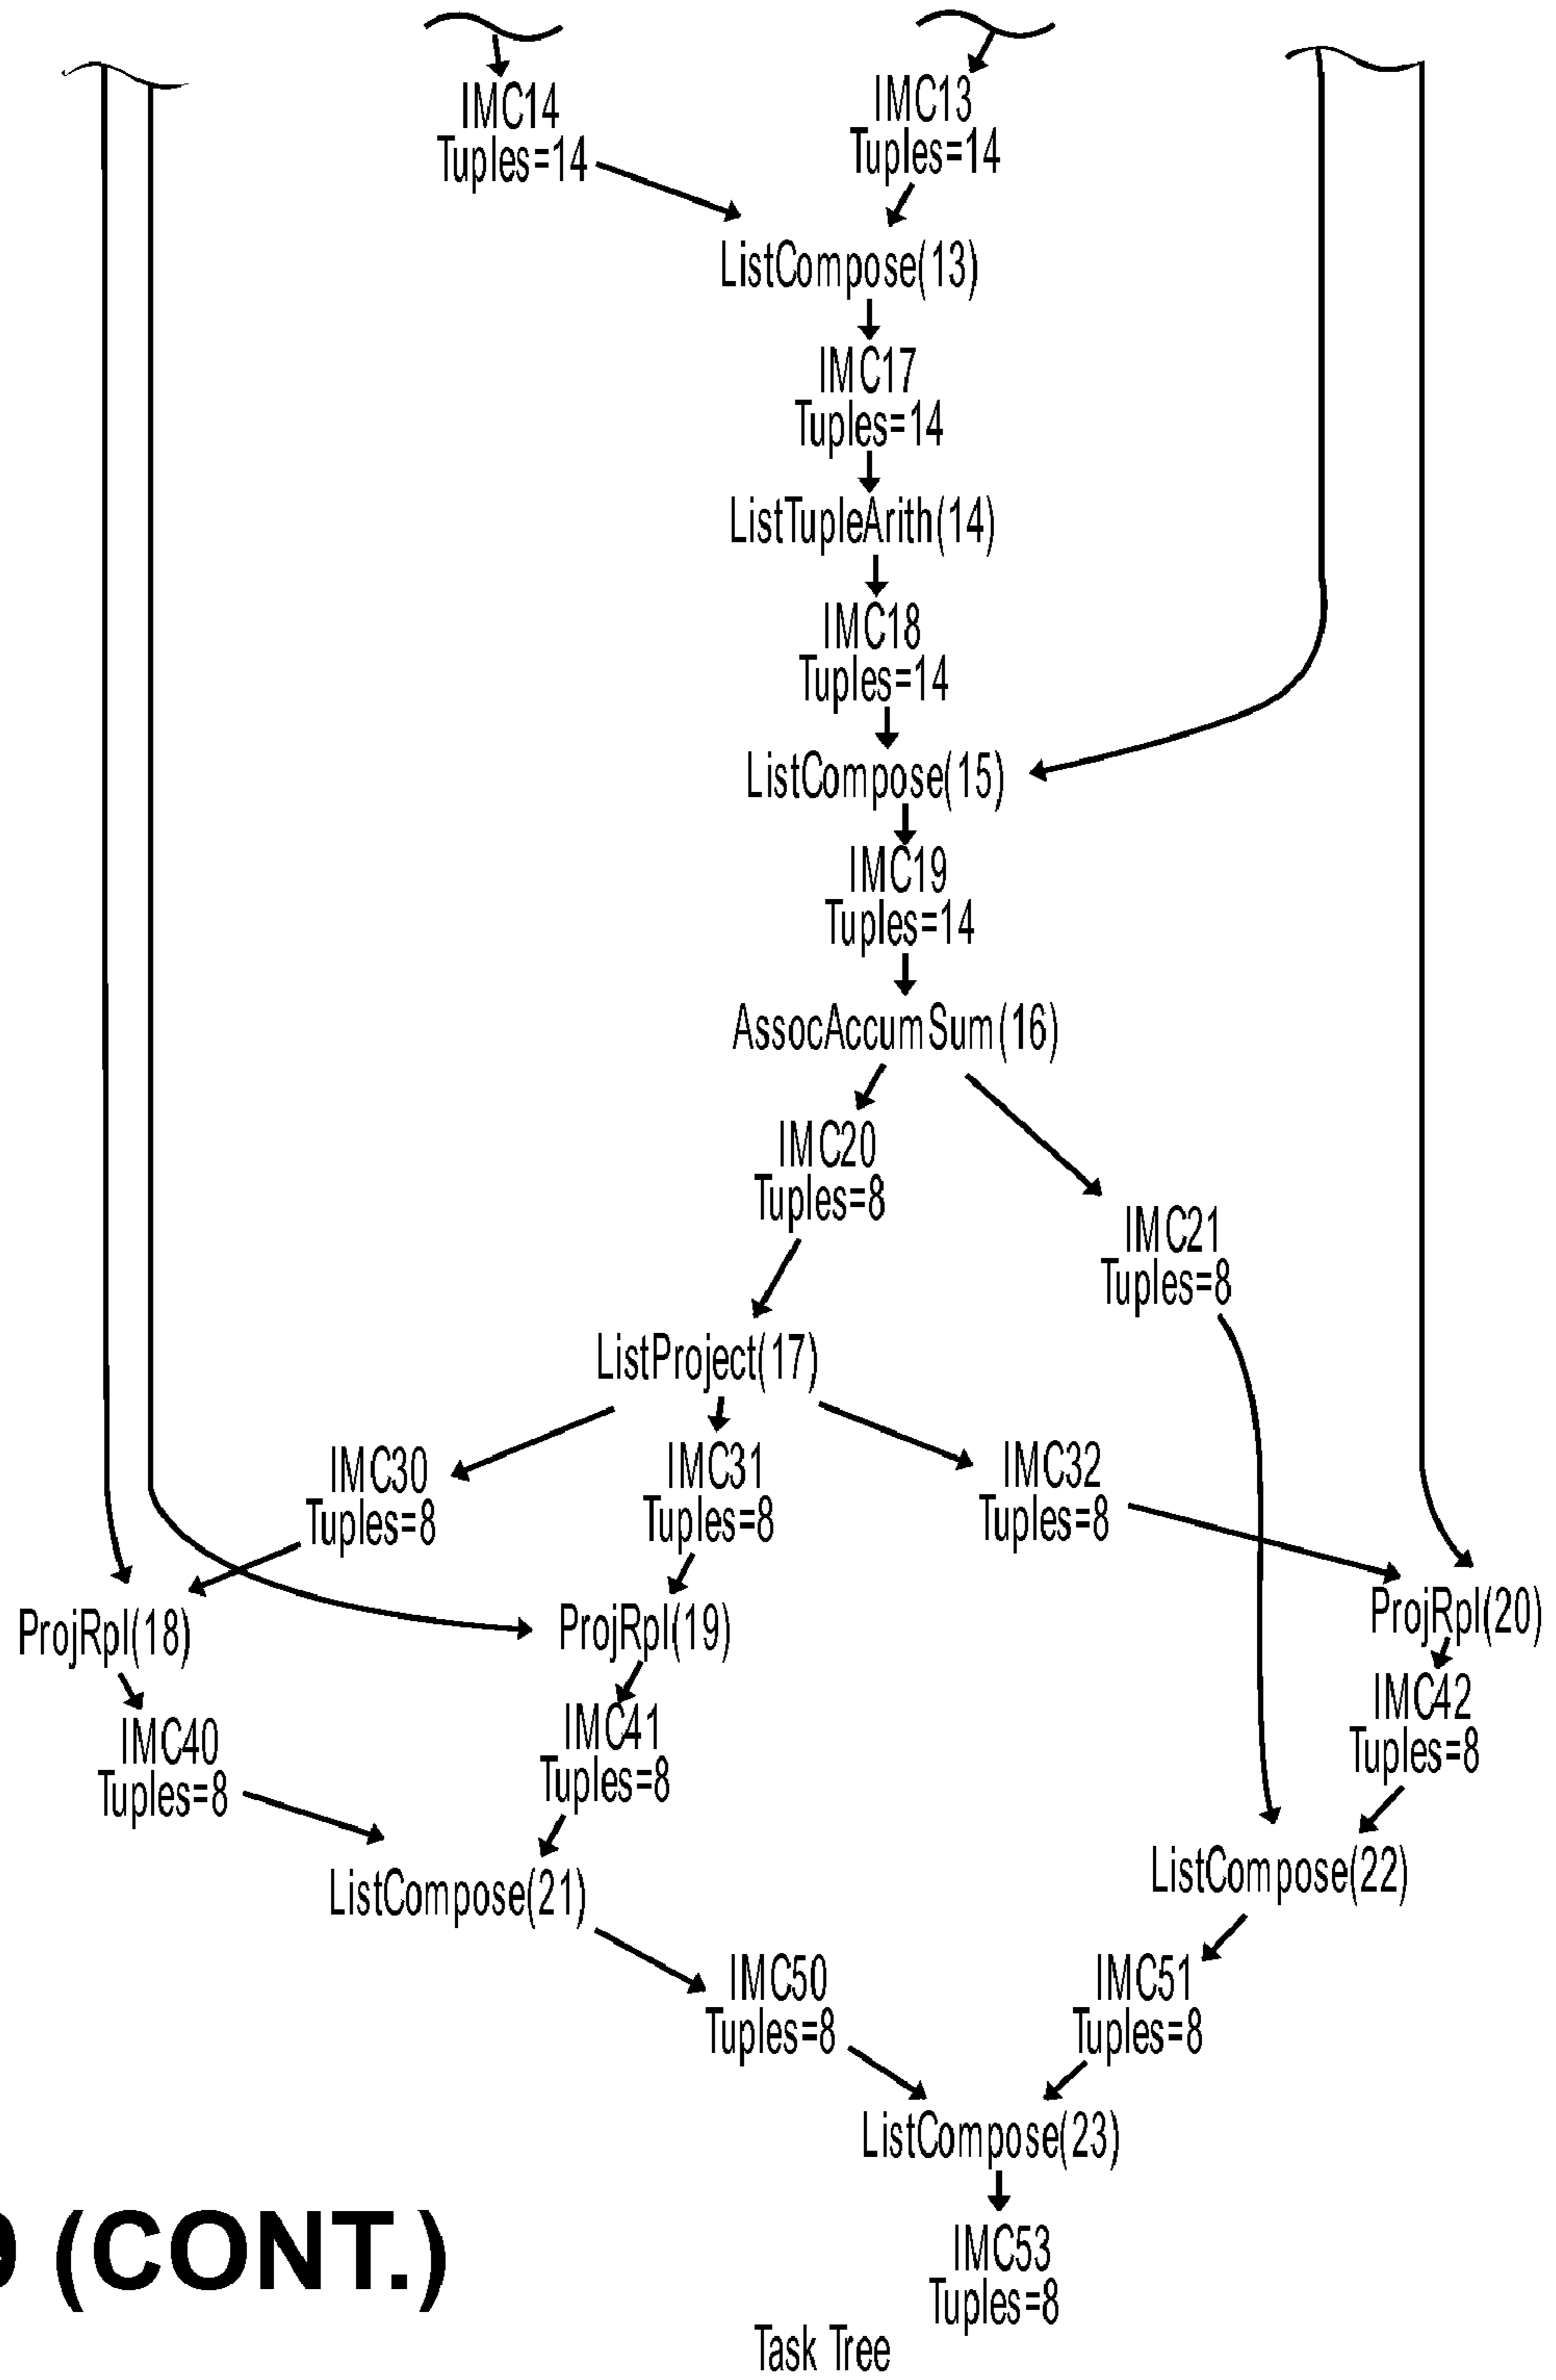 IMC14
Tuples=14
IMC13
Tuples=14
ListCompose(13)
IMC17
Tuples=14
ListTupleArith(14)
IMC18
Tuples=14
ListCompose(15)
IMC19
Tuples=14
AssocAccumSum(16)
IMC20
Tuples=8
IMC21
Tuples=8
ListProject(17)
IMC30
Tuples=8
IMC31
Tuples=8
IMC32
Tuples=8
ProjRpl(18)
ProjRpl(19)
ProjRpl(20)
IMC40
Tuples=8
IMC41
Tuples=8
IMC42
Tuples=8
ListCompose(21)
ListCompose(22)
IMC50
Tuples=8
IMC51
Tuples=8
ListCompose(23)
IMC53
Tuples=8
(CONT.)
Task Tree